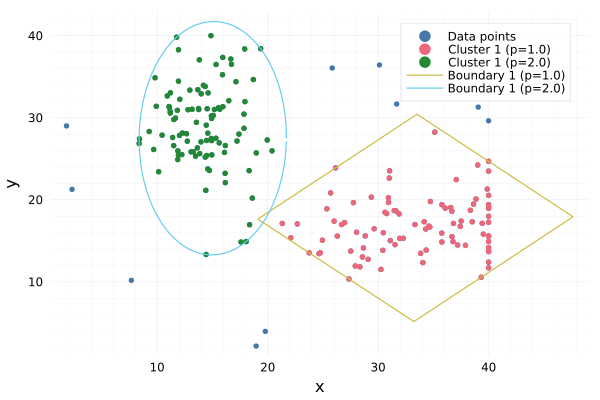 Data points
Cluster 1 (p=1.0)
Cluster 1 (p=2.0)
Boundary 1 (p=1.0)
Boundary 1 (p=2.0)
40
30
20
10
y
10 20 30 40
x